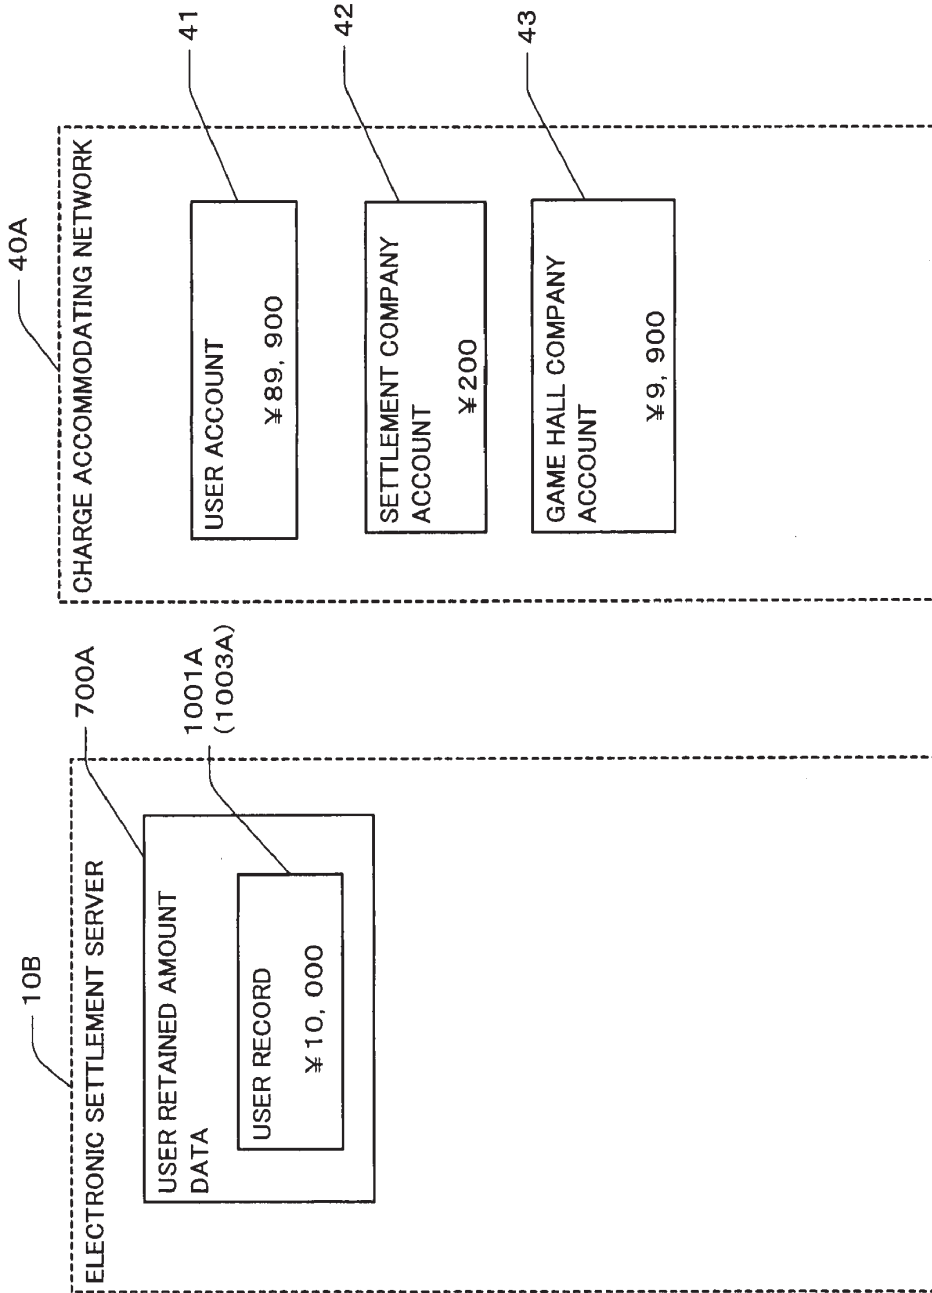 10B
ELECTRONIC SETTLEMENT SERVER
700A
USER RETAINED AMOUNT
DATA
1001A
(1003A)
USER RECORD
¥10, 000
40A
CHARGE ACCOMMODATING NETWORK
41
USER ACCOUNT
¥89, 900
42
SETTLEMENT COMPANY
ACCOUNT
¥200
43
GAME HALL COMPANY
ACCOUNT
¥9, 900